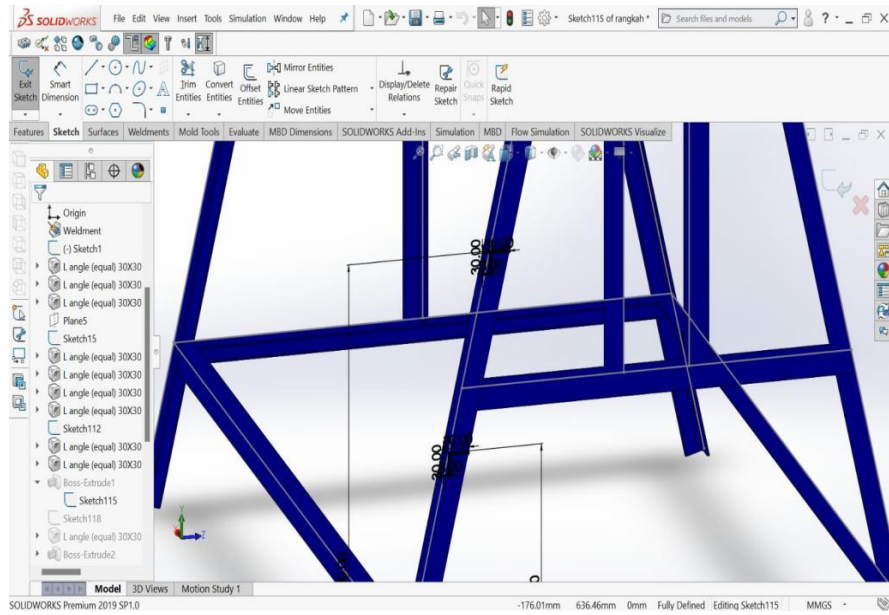 SOLIDWORKS File Edit View Insert Tools Simulation Window Help Sketch115 of rangkah * Search files and models ?
Exit Sketch
Smart Dimension
Trim Entities
Convert Entities
Offset Entities
Mirror Entities
Linear Sketch Pattern
Move Entities
Display/Delete Relations
Repair Sketch
Quick Snaps
Rapid Sketch
Features Sketch Surfaces Weldments Mold Tools Evaluate MBD Dimensions SOLIDWORKS Add-Ins Simulation MBD Flow Simulation SOLIDWORKS Visualize
Origin
Weldment
(-) Sketch1
L angle (equal) 30X30
L angle (equal) 30X30
L angle (equal) 30X30
Plane5
Sketch15
L angle (equal) 30X30
L angle (equal) 30X30
L angle (equal) 30X30
L angle (equal) 30X30
Sketch112
L angle (equal) 30X30
L angle (equal) 30X30
Boss-Extrude1
Sketch115
Sketch118
L angle (equal) 30X30
Boss-Extrude2
30.00
30.00
Y
Z
Model 3D Views Motion Study 1
SOLIDWORKS Premium 2019 SP1.0 -176.01mm 636.46mm 0mm Fully Defined Editing Sketch115 MMGS